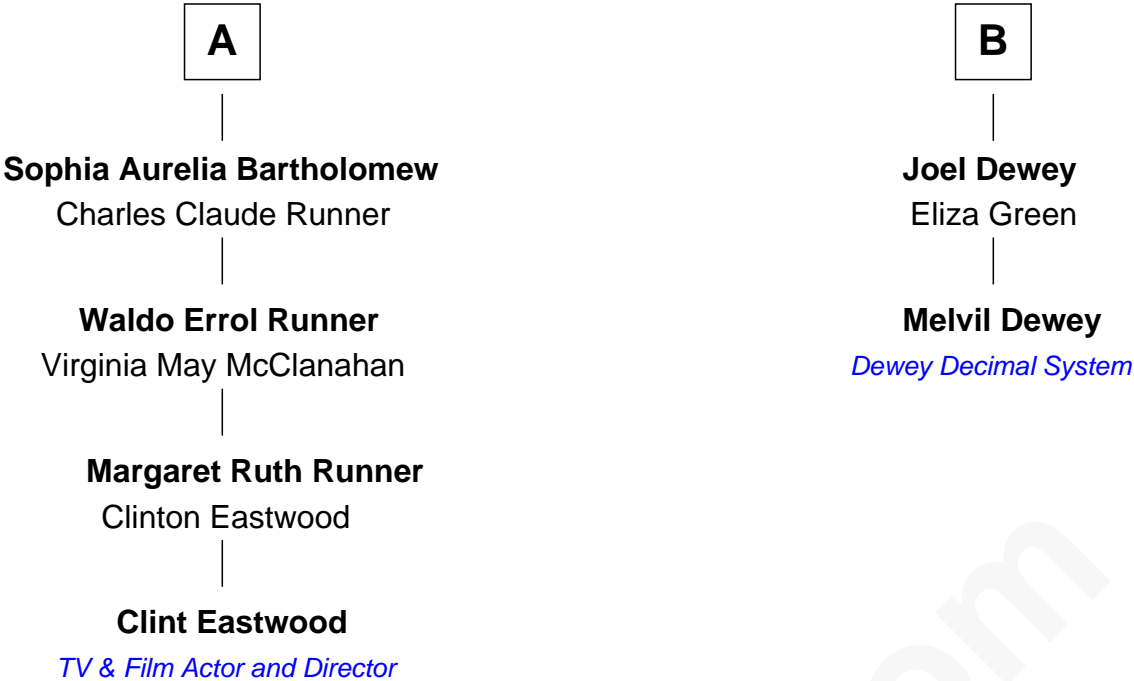 A
Sophia Aurelia Bartholomew
Charles Claude Runner
Waldo Errol Runner
Virginia May McClanahan
Margaret Ruth Runner
Clinton Eastwood
Clint Eastwood
TV & Film Actor and Director
B
Joel Dewey
Eliza Green
Melvil Dewey
Dewey Decimal System
om